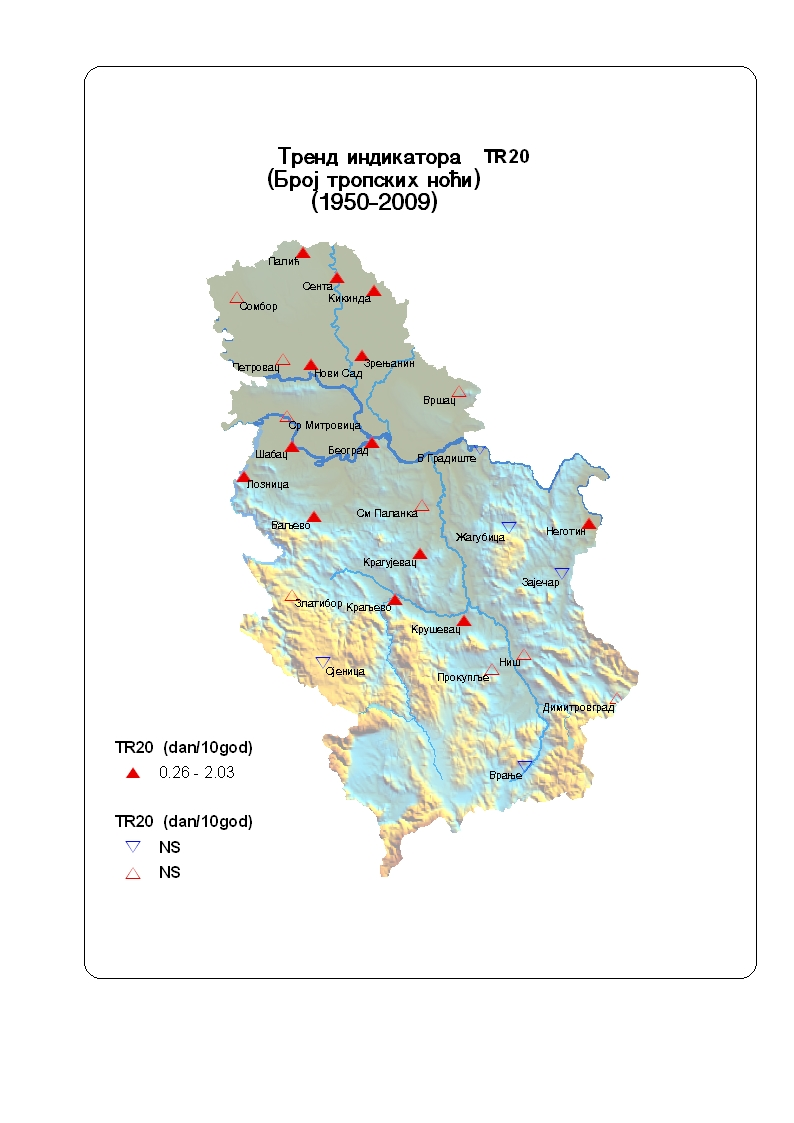 Тренд индикатора TR20
(Број тропских ноћи)
(1950-2009)
Палић
Сента
Кикинда
Сомбор
Петровац
Нови Сад
Зрењанин
Вршац
Ср Митровица
Шабац
Београд
В Градиште
Лозница
См Паланка
Ваљево
Жагубица
Неготин
Крагујевац
Зајечар
Златибор
Краљево
Крушевац
Ниш
Сјеница
Прокупље
Димитровград
Врање
TR20 (dan/10god)
0.26 - 2.03
TR20 (dan/10god)
NS
NS